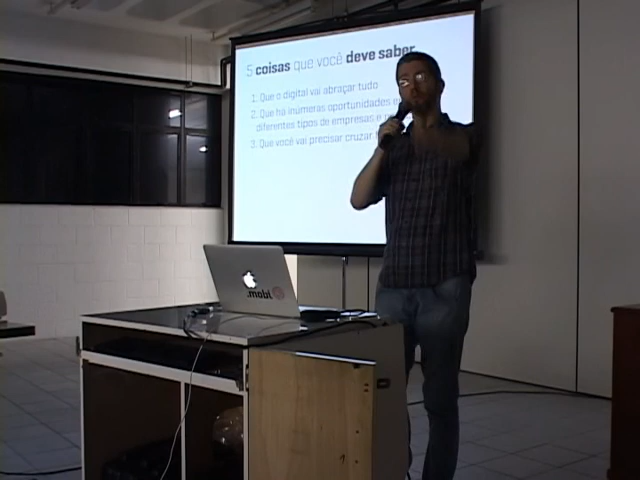 5 coisas que você deve saber
1. Que o digital vai abraçar tudo
2. Que há inúmeras oportunidades e
diferentes tipos de empresas e
3. Que você vai precisar cruzar
.mobi